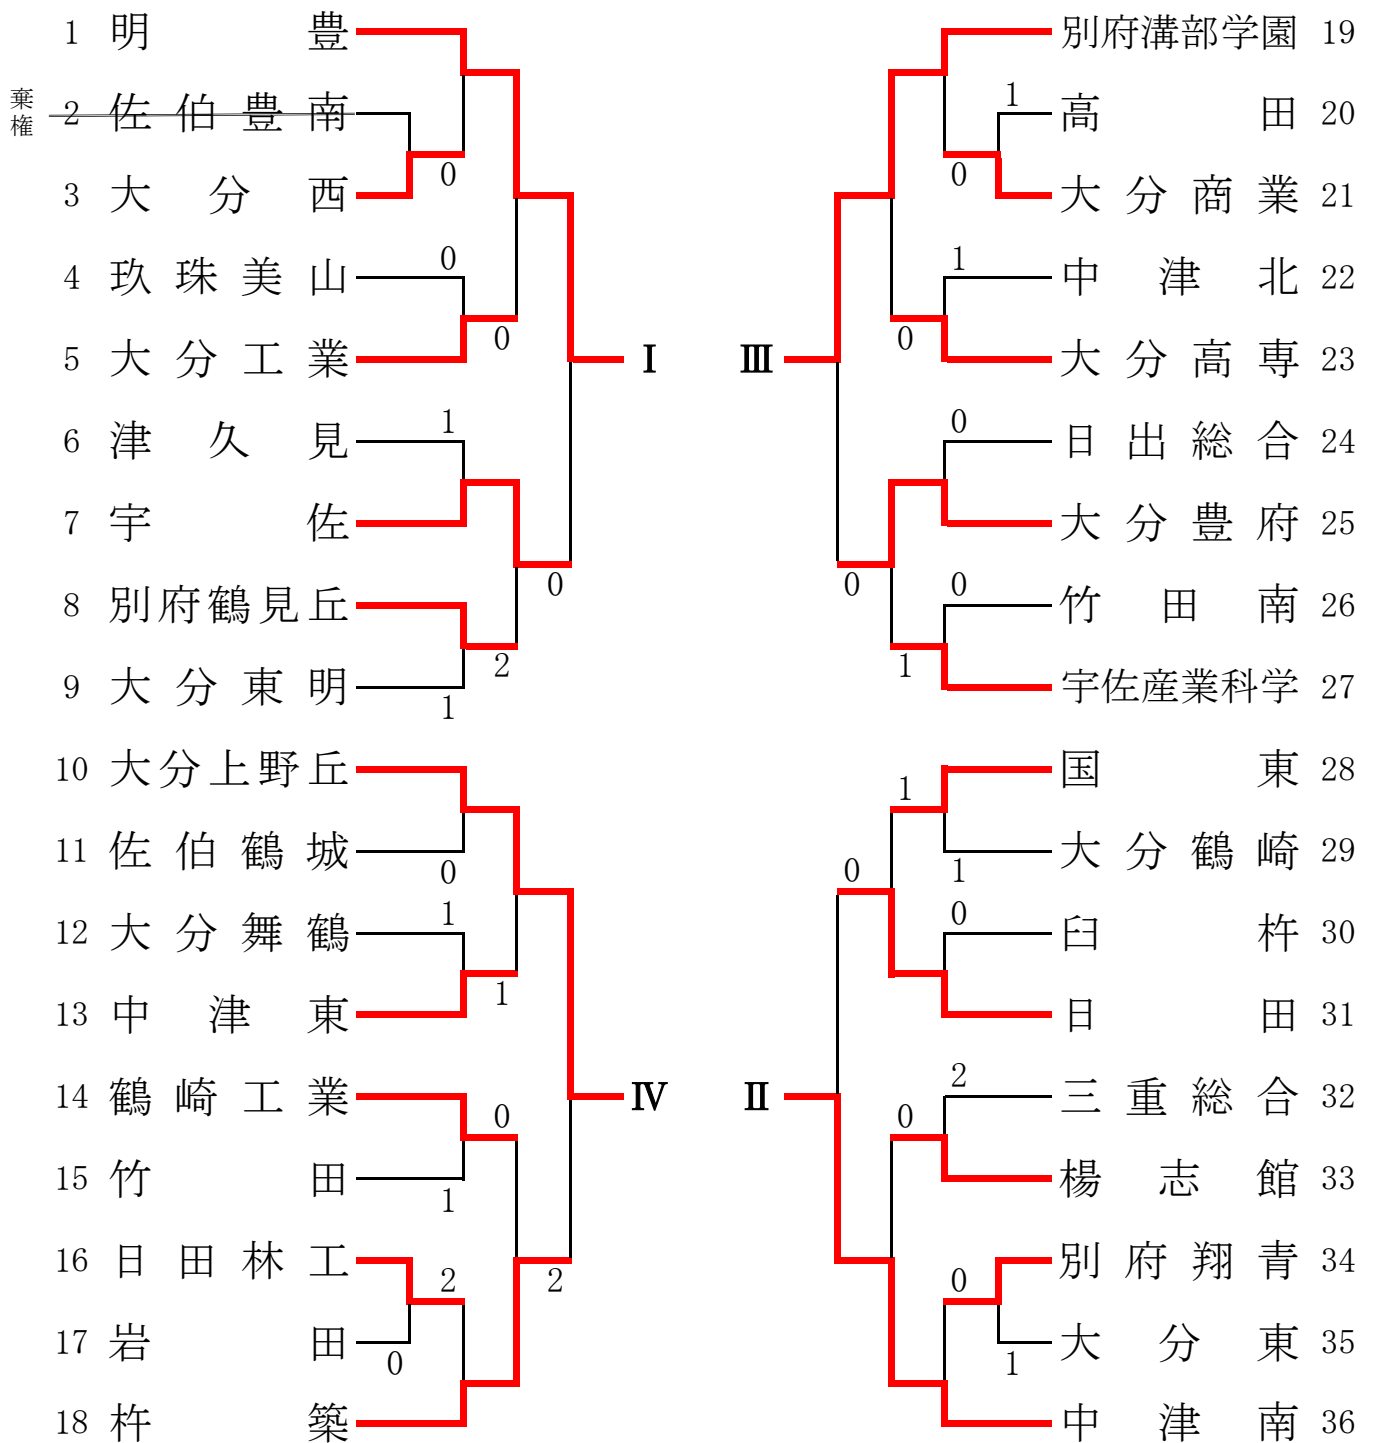 1 明豊
棄権
2 佐伯豊南
0
3 大分西
4 玖珠美山 0
0
5 大分工業
Ⅰ
6 津久見 1
7 宇佐
0
8 別府鶴見丘
2
9 大分東明 1
10 大分上野丘
11 佐伯鶴城 0
12 大分舞鶴 1
1
13 中津東
Ⅳ
14 鶴崎工業
0
15 竹田 1
16 日田林工
2
2
17 岩田 0
18 杵築
別府溝部学園 19
1 高田 20
0
大分商業 21
1 中津北 22
0
Ⅲ
大分高専 23
0 日出総合 24
大分豊府 25
0
0 竹田南 26
1
宇佐産業科学 27
国東 28
1
1 大分鶴崎 29
0
0 臼杵 30
日田 31
Ⅱ
2 三重総合 32
0
楊志館 33
別府翔青 34
0
1 大分東 35
中津南 36